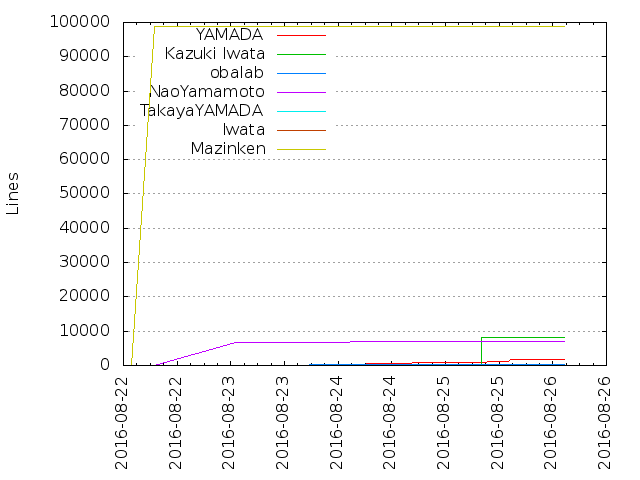 100000
90000
80000
70000
60000
50000
40000
30000
20000
10000
0
Lines
YAMADA
Kazuki Iwata
obalab
NaoYamamoto
TakayaYAMADA
Iwata
Mazinken
2016-08-22
2016-08-22
2016-08-23
2016-08-23
2016-08-24
2016-08-24
2016-08-25
2016-08-25
2016-08-26
2016-08-26